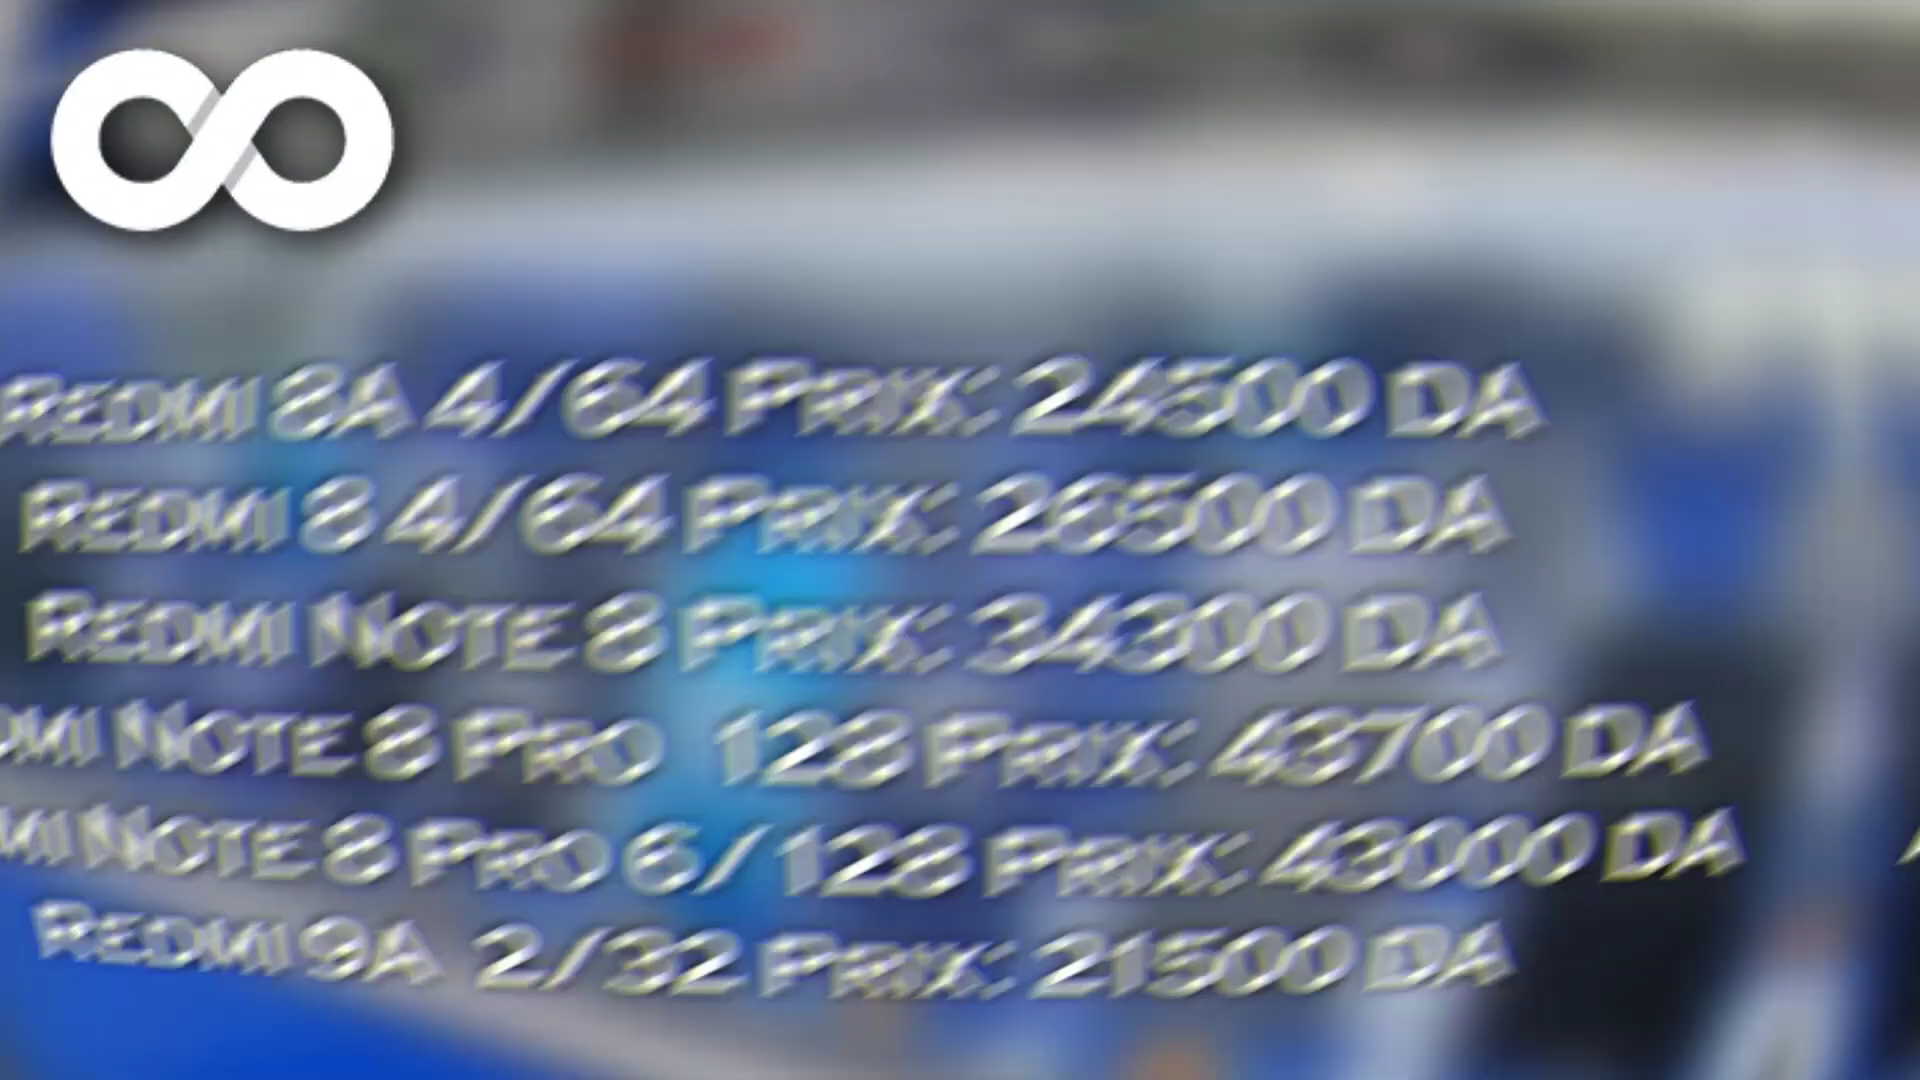 REDMI 8A 4/64 PRIX: 24500 DA
REDMI 8 4/64 PRIX: 26500 DA
REDMI NOTE 8 PRIX: 34300 DA
DMI NOTE 8 PRO 128 PRIX: 43700 DA
MI NOTE 8 PRO 6/128 PRIX: 43000 DA
REDMI 9A 2/32 PRIX: 21500 DA